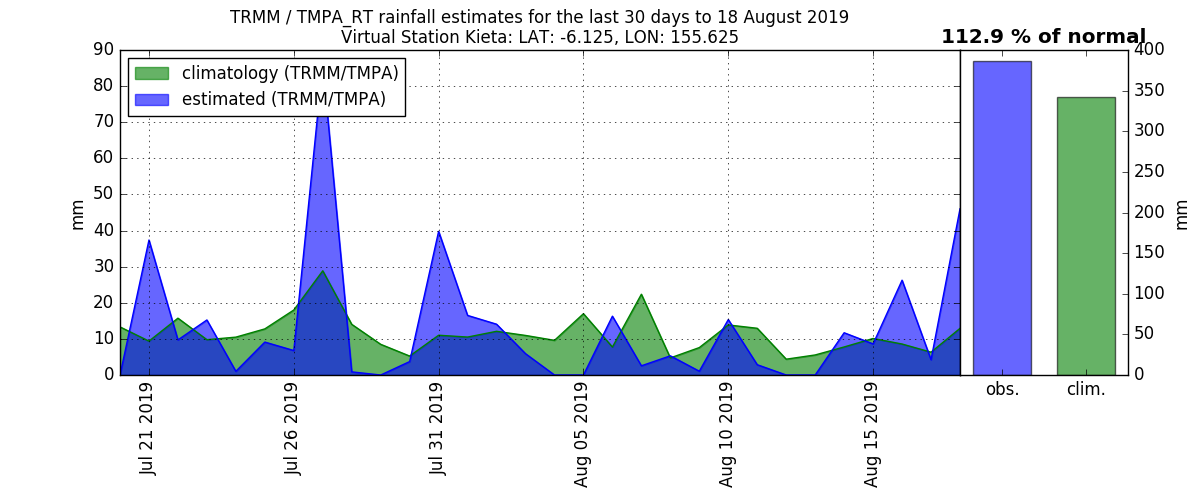 TRMM / TMPA_RT rainfall estimates for the last 30 days to 18 August 2019
Virtual Station Kieta: LAT: -6.125, LON: 155.625
112.9 % of normal
climatology (TRMM/TMPA)
estimated (TRMM/TMPA)
90
80
70
60
50
40
30
20
10
0
mm
Jul 21 2019
Jul 26 2019
Jul 31 2019
Aug 05 2019
Aug 10 2019
Aug 15 2019
obs.
clim.
400
350
300
250
200
150
100
50
0
mm